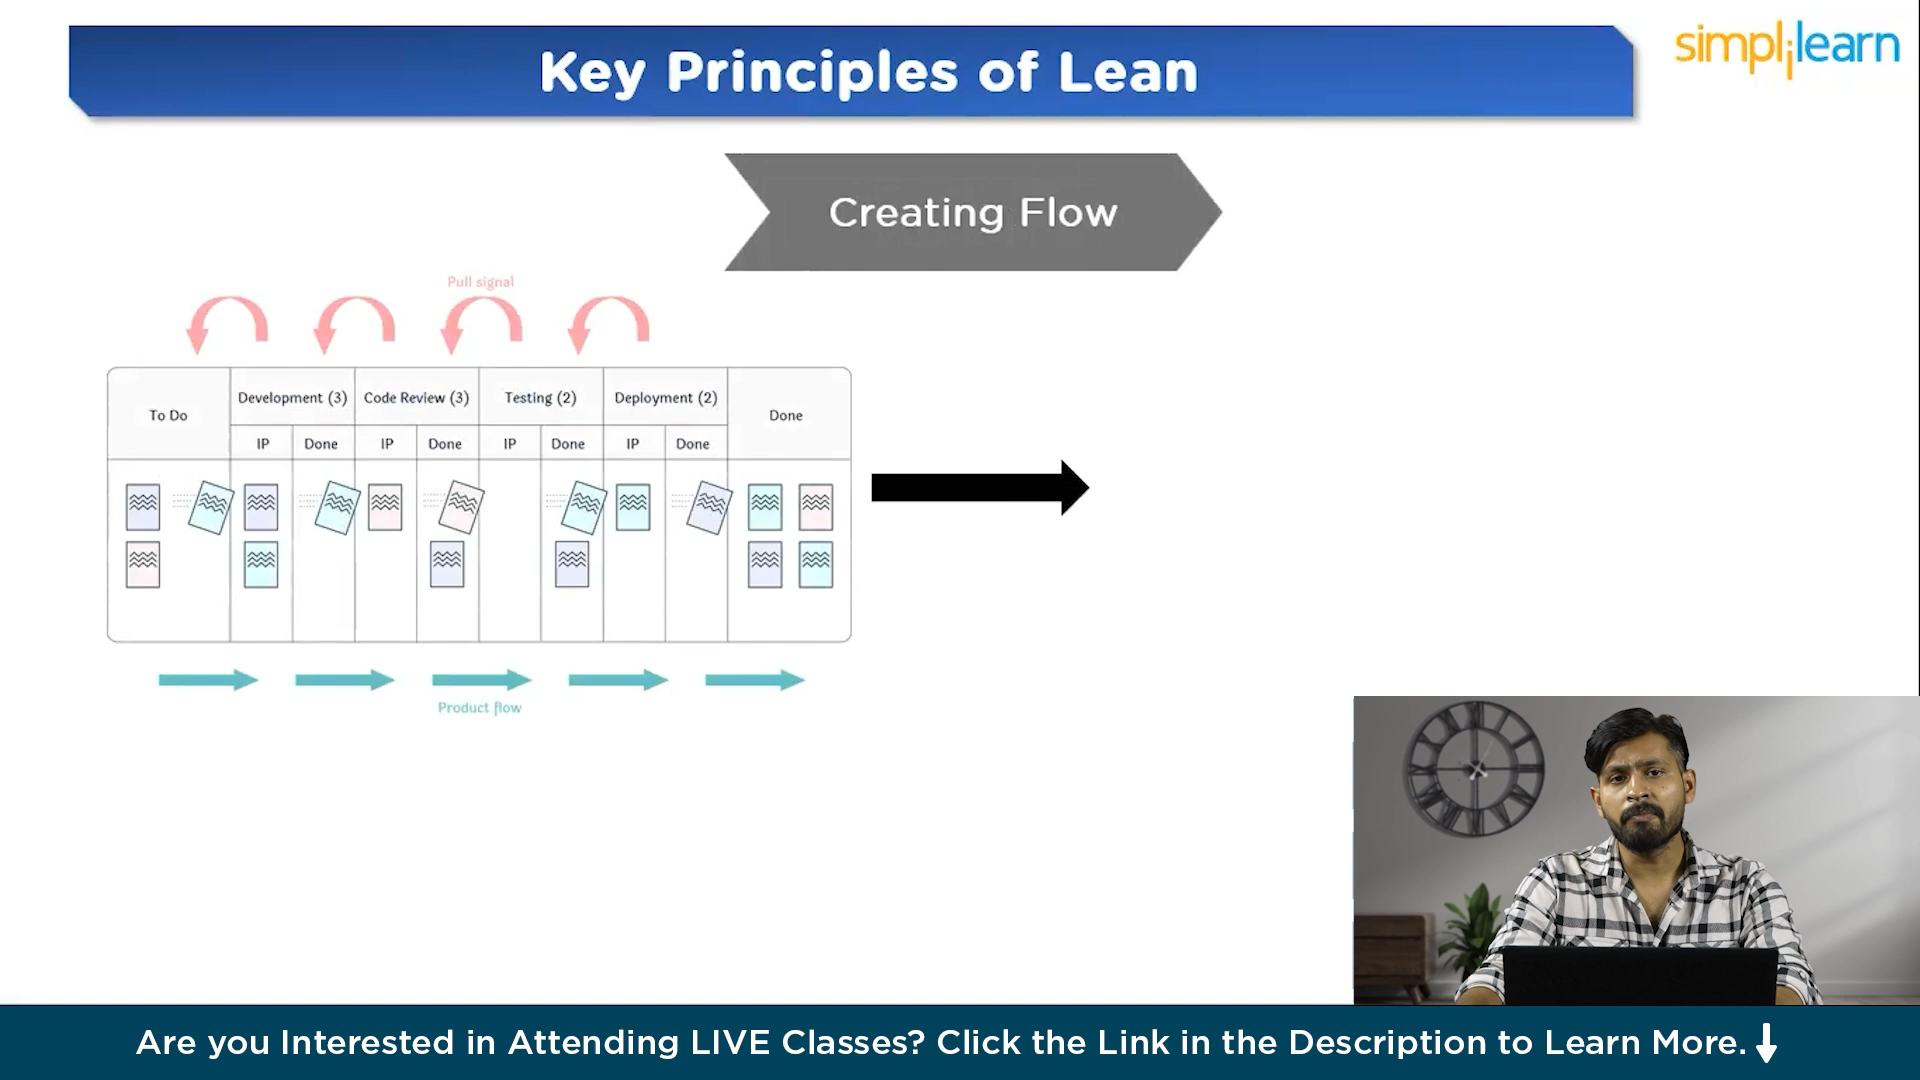 Key Principles of Lean
simplilearn
Creating Flow
Pull signal
To Do
Development (3)
Code Review (3)
Testing (2)
Deployment (2)
Done
IP
Done
IP
Done
IP
Done
IP
Done
Product flow
Are you Interested in Attending LIVE Classes? Click the Link in the Description to Learn More.